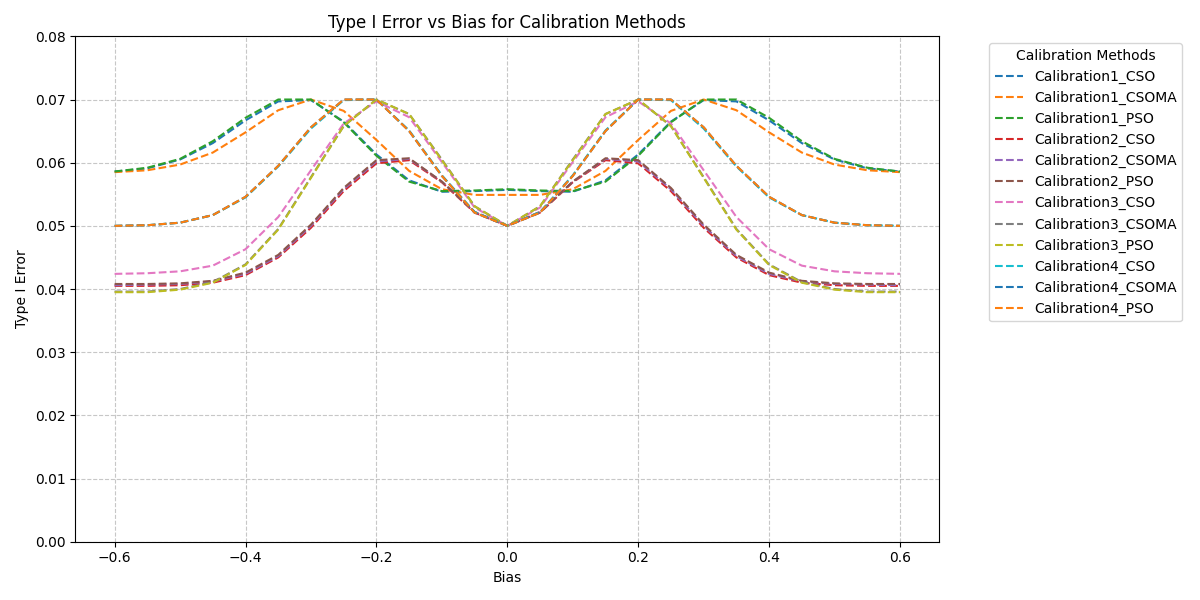 Type I Error vs Bias for Calibration Methods
Type I Error
0.08
0.07
0.06
0.05
0.04
0.03
0.02
0.01
0.00
−0.6
−0.4
−0.2
0.0
0.2
0.4
0.6
Bias
Calibration Methods
Calibration1_CSO
Calibration1_CSOMA
Calibration1_PSO
Calibration2_CSO
Calibration2_CSOMA
Calibration2_PSO
Calibration3_CSO
Calibration3_CSOMA
Calibration3_PSO
Calibration4_CSO
Calibration4_CSOMA
Calibration4_PSO